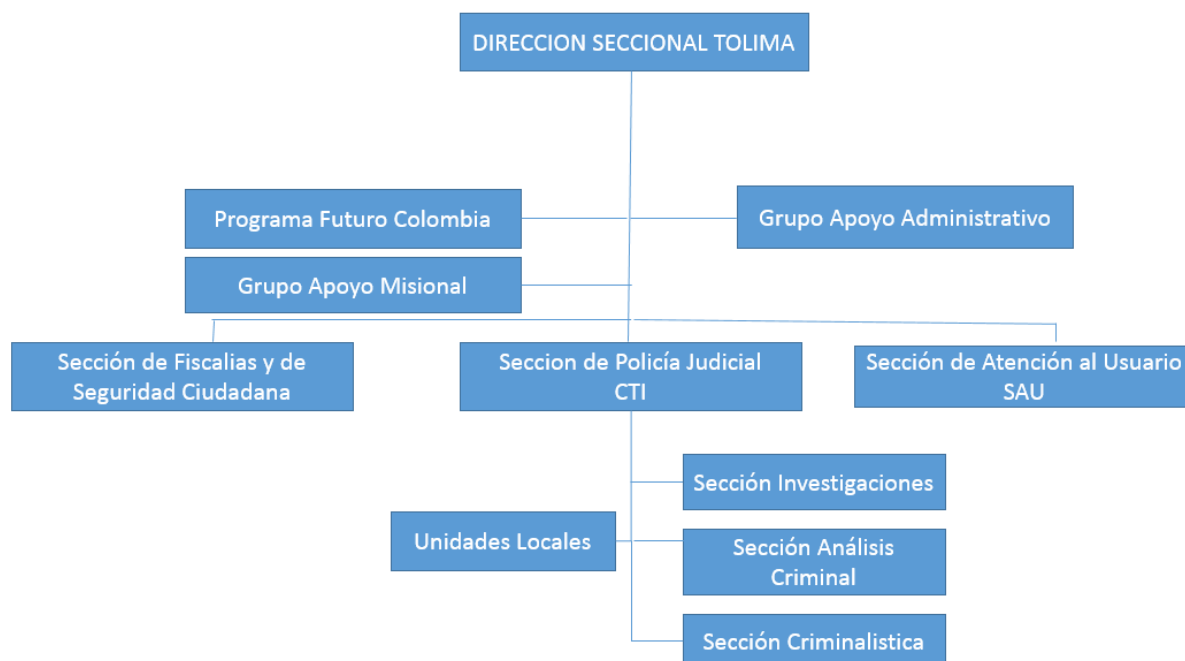 DIRECCION SECCIONAL TOLIMA
Programa Futuro Colombia
Grupo Apoyo Administrativo
Grupo Apoyo Misional
Sección de Fiscalias y de
Seguridad Ciudadana
Seccion de Policía Judicial
CTI
Sección de Atención al Usuario
SAU
Sección Investigaciones
Unidades Locales
Sección Análisis
Criminal
Sección Criminalistica